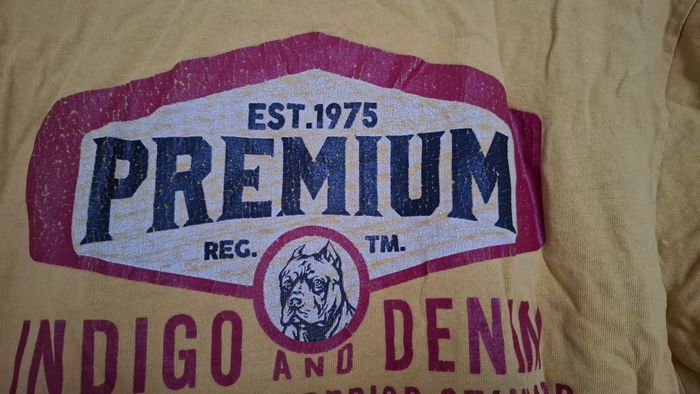 EST.1975
PREMIUM
REG. TM.
INDIGO AND DENIM